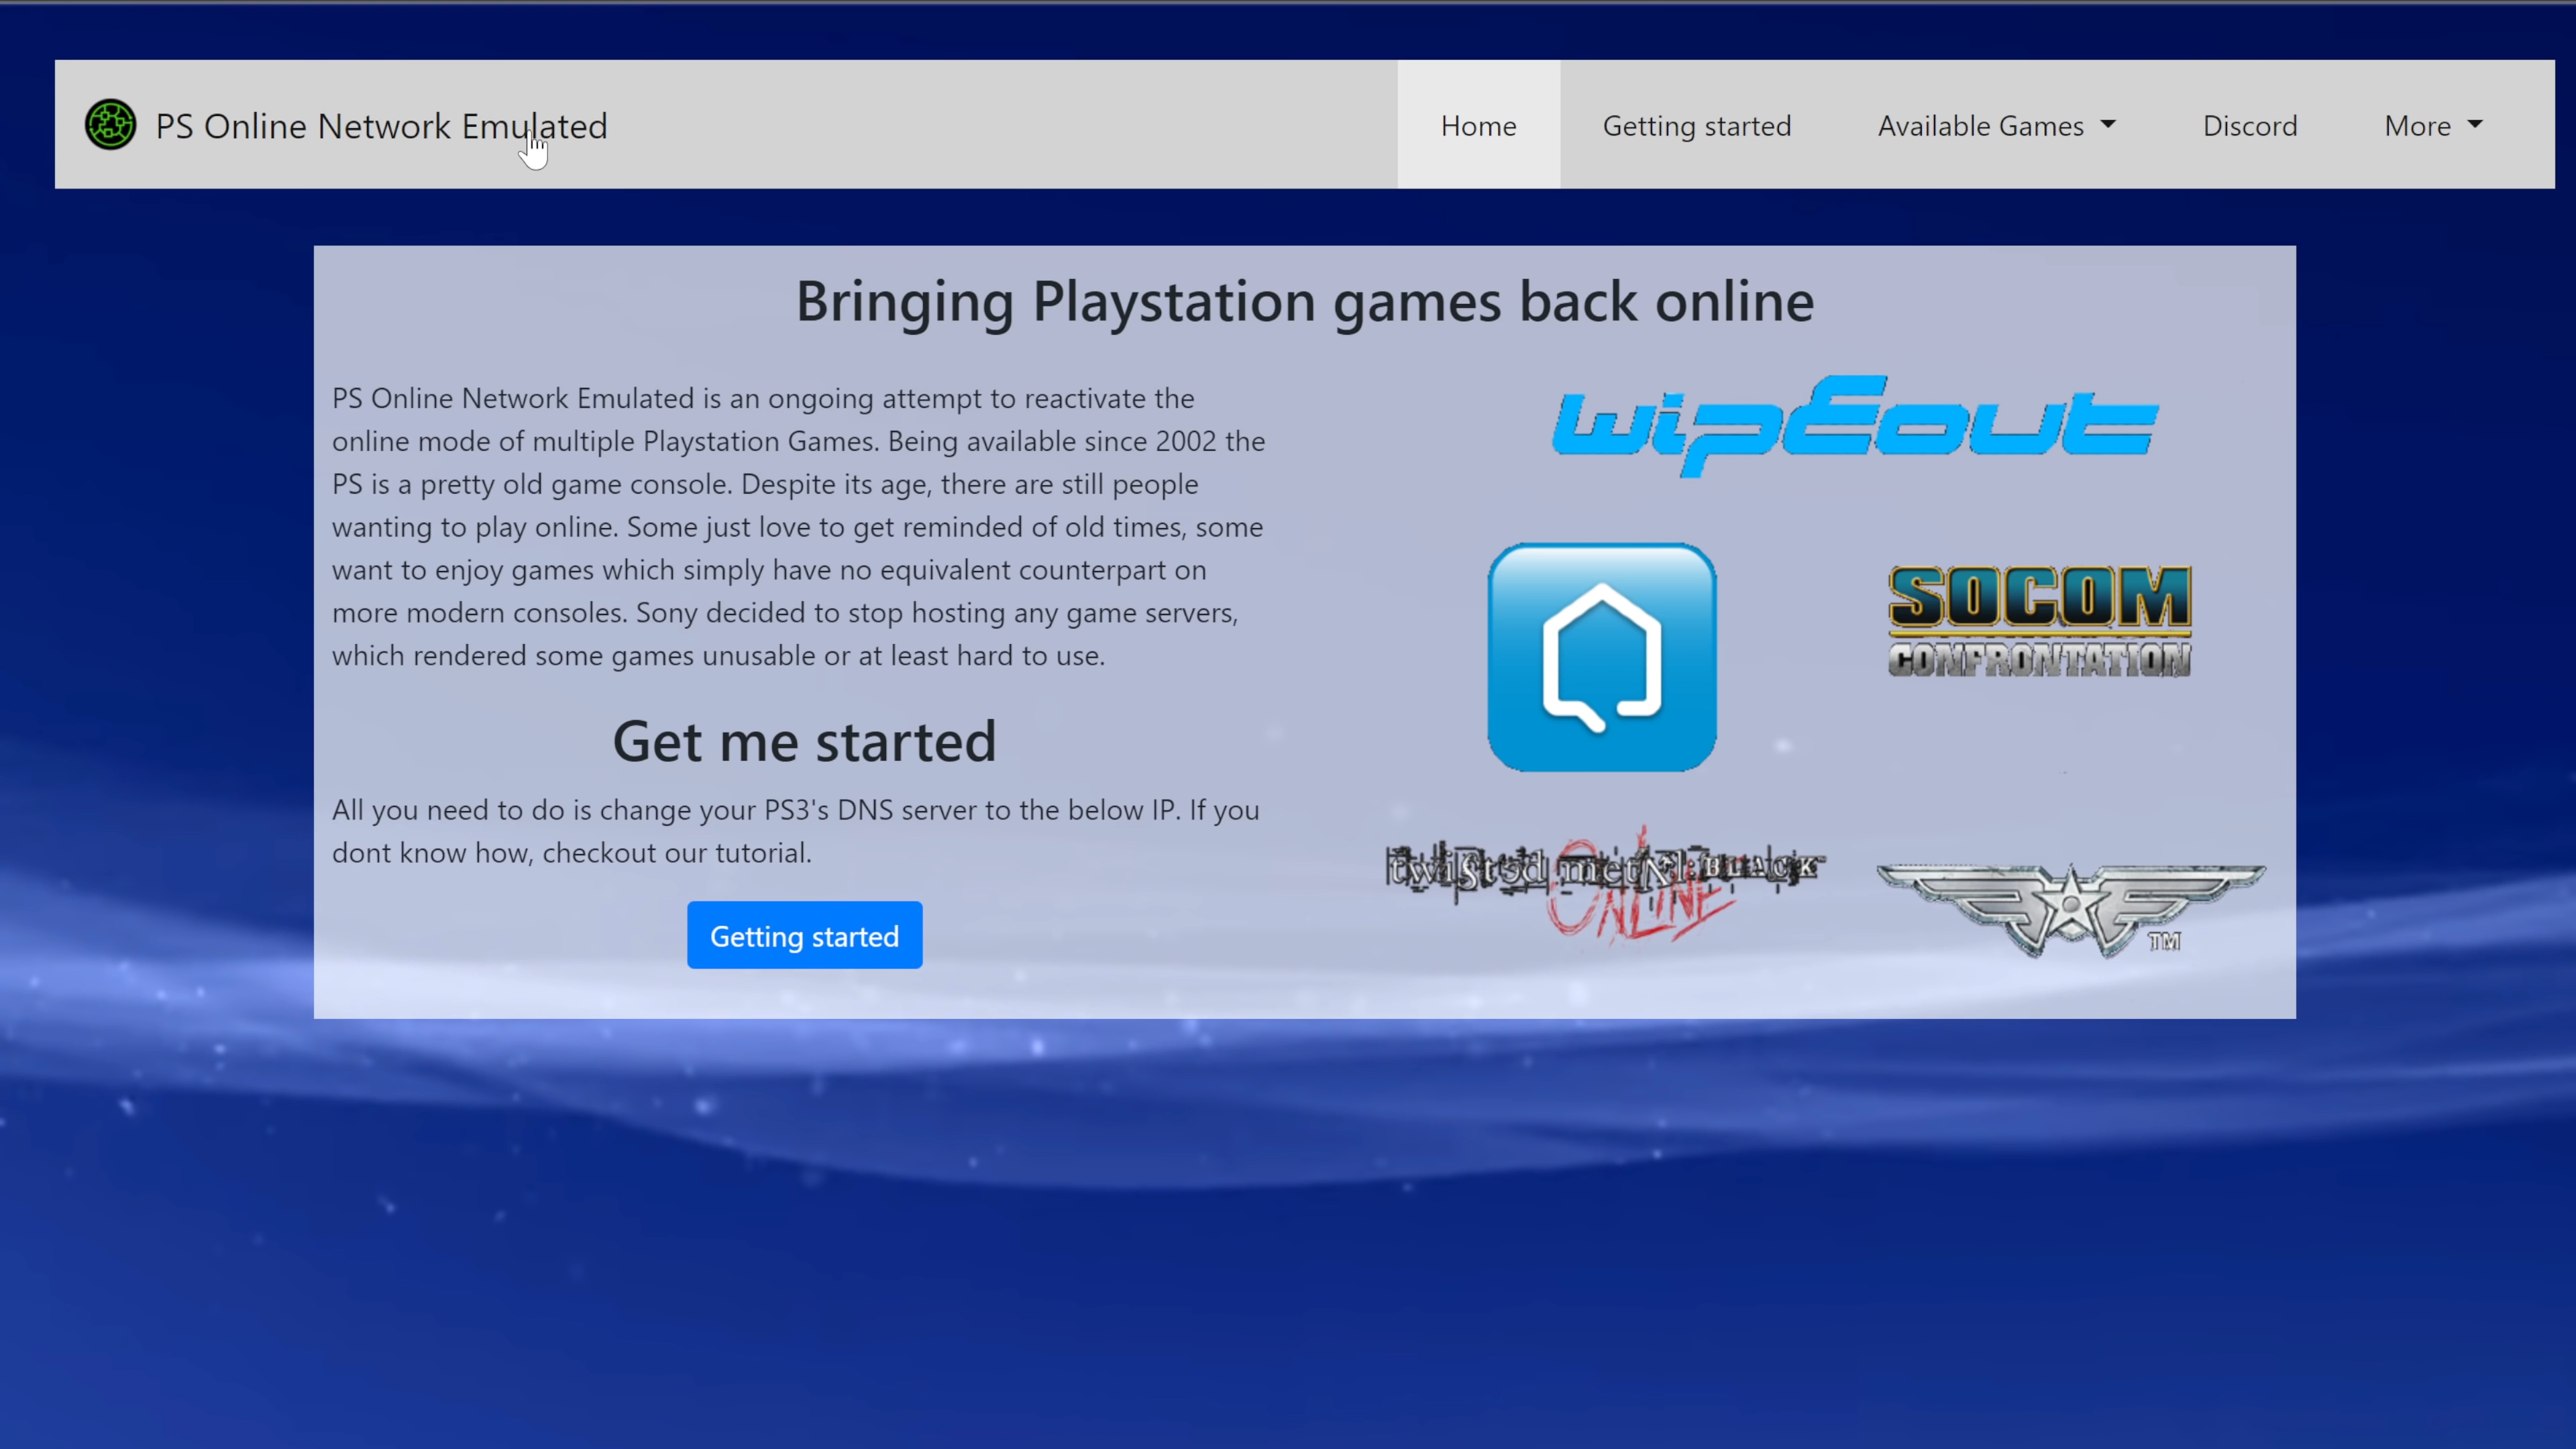 PS Online Network Emulated
Home
Getting started
Available Games
Discord
More
Bringing Playstation games back online
PS Online Network Emulated is an ongoing attempt to reactivate the
online mode of multiple Playstation Games. Being available since 2002 the
PS is a pretty old game console. Despite its age, there are still people
wanting to play online. Some just love to get reminded of old times, some
want to enjoy games which simply have no equivalent counterpart on
more modern consoles. Sony decided to stop hosting any game servers,
which rendered some games unusable or at least hard to use.
wipEout
SOCOM
CONFRONTATION
Get me started
All you need to do is change your PS3's DNS server to the below IP. If you
dont know how, checkout our tutorial.
twisted metal: BLACK
ONLINE
TM
Getting started